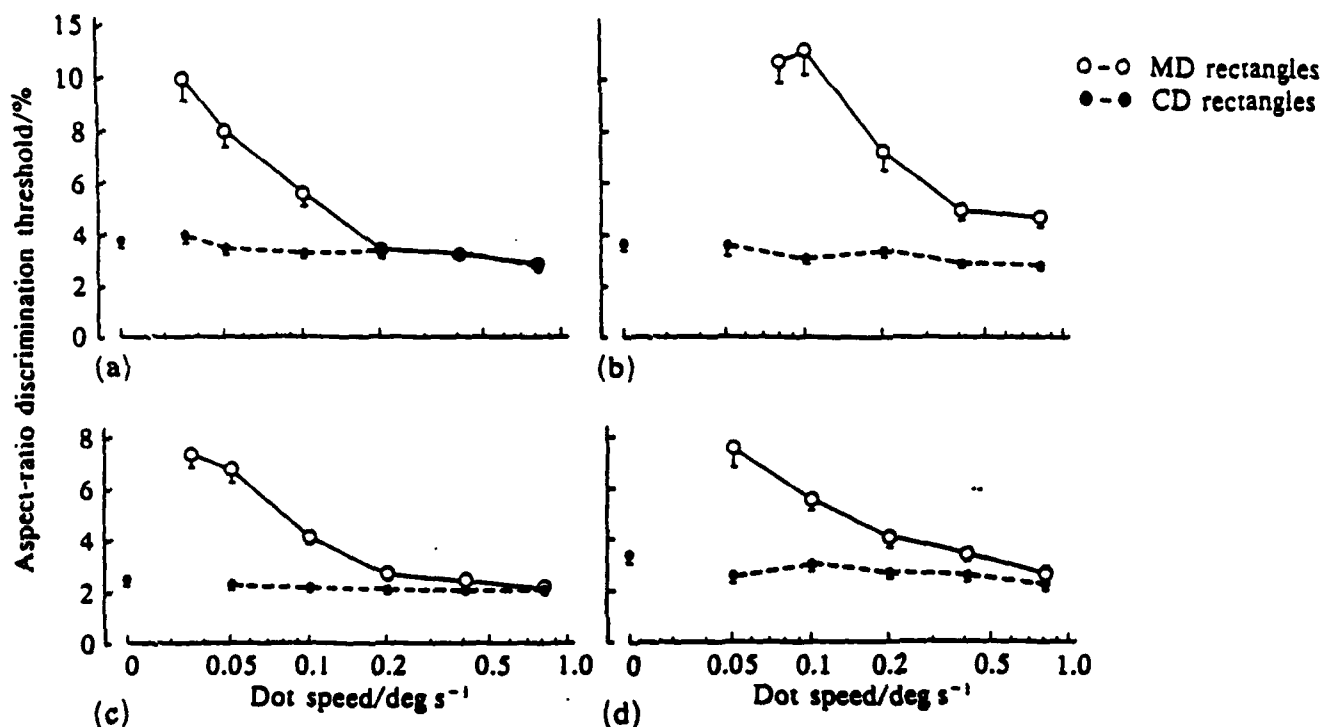 Aspect-ratio discrimination threshold/%
15
10
8
6
4
2
0
(a)
(b)
O-O MD rectangles
●-● CD rectangles
8
6
4
2
0
0 0.05 0.1 0.2 0.5 1.0
Dot speed/deg s⁻¹
(c)
0 0.05 0.1 0.2 0.5 1.0
Dot speed/deg s⁻¹
(d)